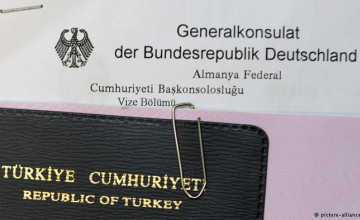 Generalkonsulat
der Bundesrepublik Deutschland
Almanya Federal
Cumhuriyeti Başkonsolosluğu
Vize Bölümü
TÜRKİYE CUMHURİYETİ
REPUBLIC OF TURKEY
© picture-alliance